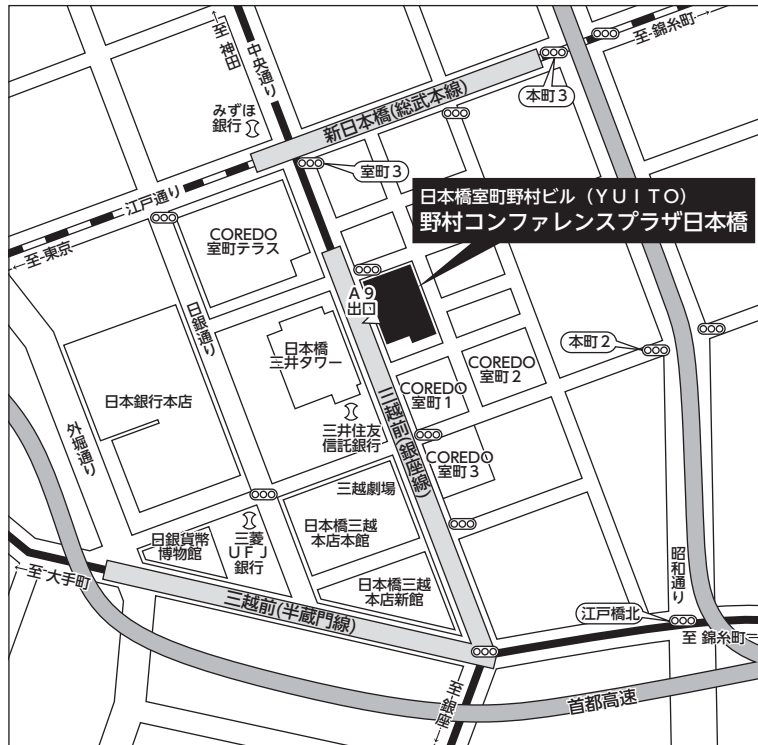 ←至 神田
中央通り
至 錦糸町→
本町3
みずほ
銀行
新日本橋(総武本線)
室町3
江戸通り
←至 東京
日本橋室町野村ビル（ＹＵＩＴＯ）
野村コンファレンスプラザ日本橋
COREDO
室町テラス
A9
出口
日銀通り
日本橋
三井タワー
本町2
COREDO
室町2
COREDO
室町1
日本銀行本店
外堀通り
三井住友
信託銀行
三越前(銀座線)
COREDO
室町3
三越劇場
日本橋三越
本店本館
日銀貨幣
博物館
三菱
ＵＦＪ
銀行
日本橋三越
本店新館
昭和通り
←至 大手町
三越前(半蔵門線)
江戸橋北
至 錦糸町→
首都高速
至 銀座→